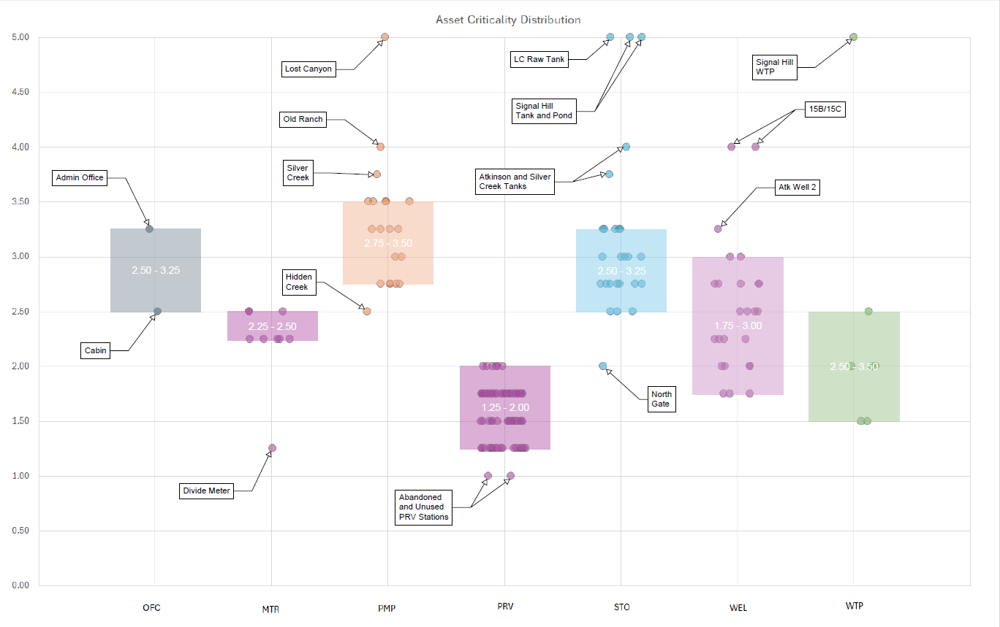 Asset Criticality Distribution
5.00
4.50
4.00
3.50
3.00
2.50
2.00
1.50
1.00
0.50
0.00
Lost Canyon
LC Raw Tank
Signal Hill
WTP
Old Ranch
Signal Hill
Tank and Pond
15B/15C
Silver
Creek
Admin Office
Atkinson and Silver
Creek Tanks
Atk Well 2
2.75 - 3.50
2.50 - 3.25
2.50 - 3.25
Hidden
Creek
2.25 - 2.50
1.75 - 3.00
Cabin
2.50 - 3.50
North
Gate
1.25 - 2.00
Divide Meter
Abandoned
and Unused
PRV Stations
OFC
MTR
PMP
PRV
STO
WEL
WTP